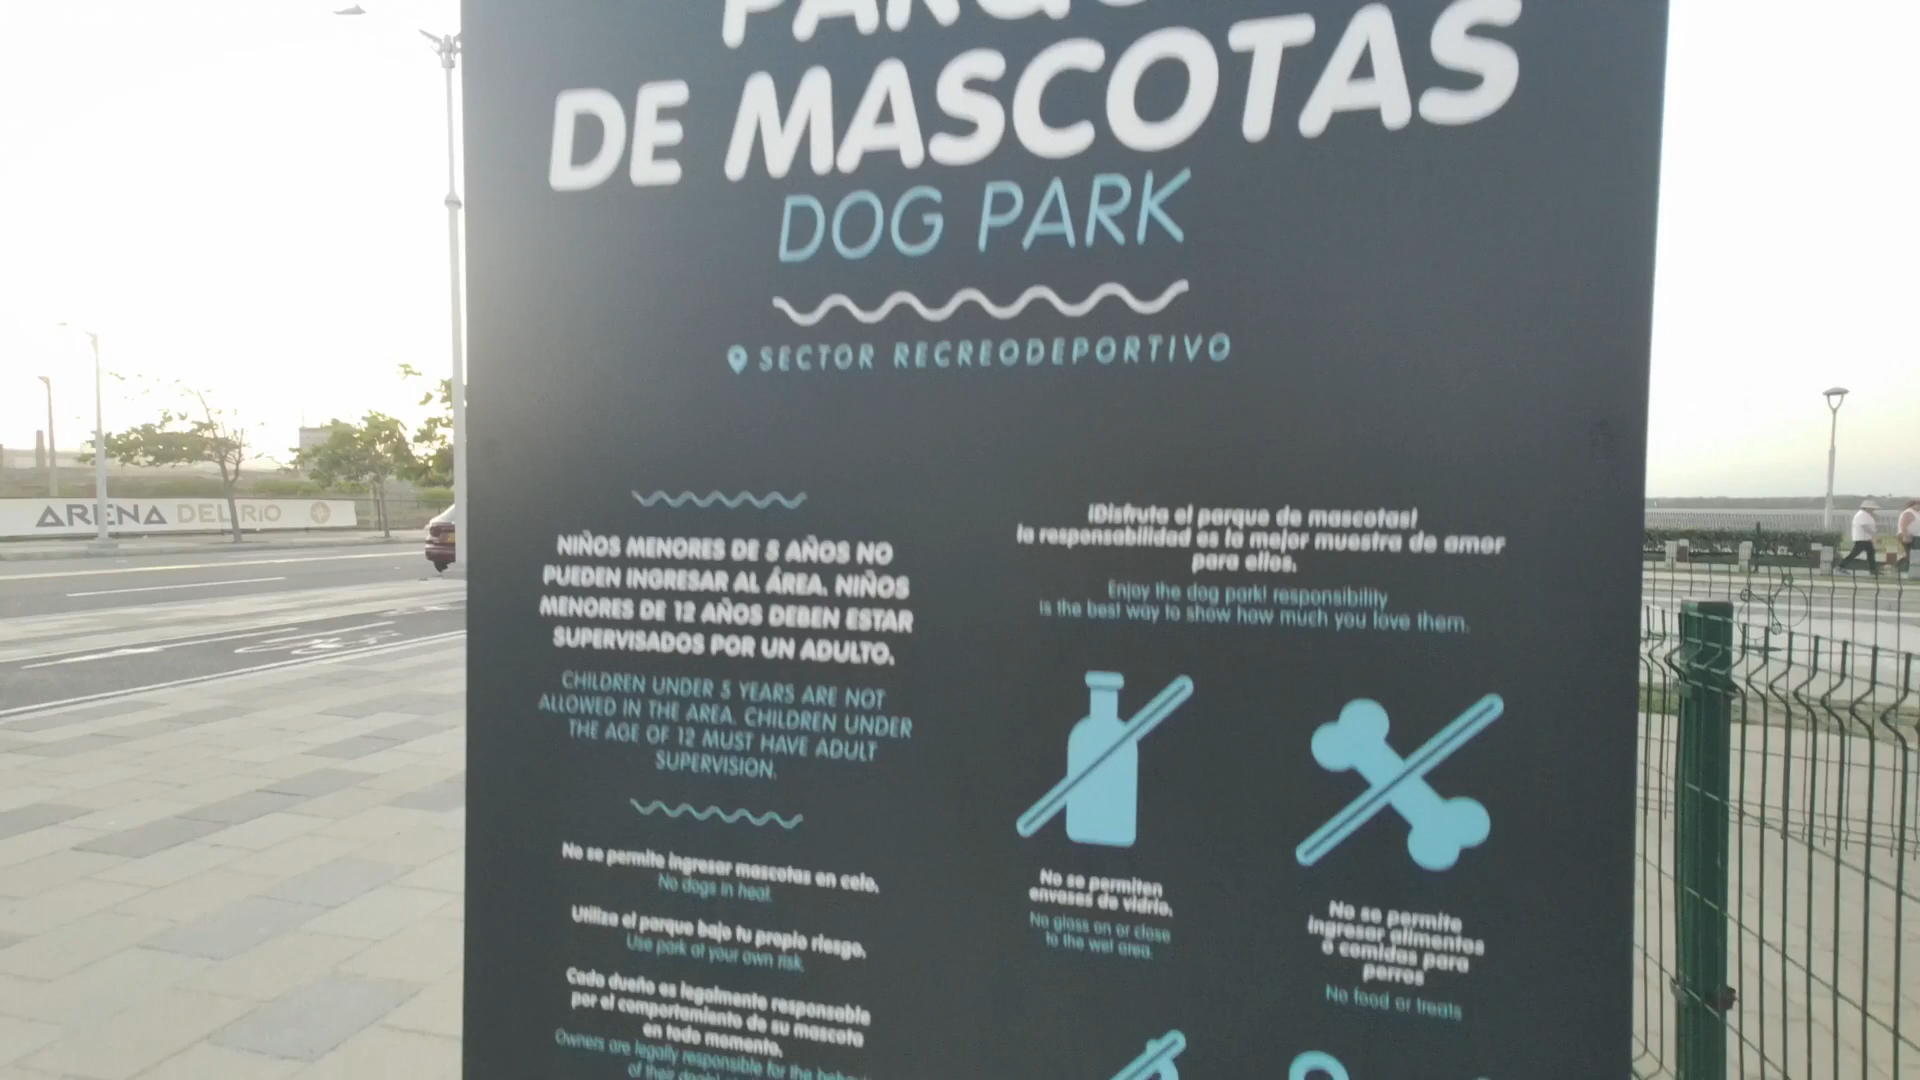 PARQUE
DE MASCOTAS
DOG PARK
SECTOR RECREODEPORTIVO
ARENA DEL RIO
NIÑOS MENORES DE 5 AÑOS NO
PUEDEN INGRESAR AL ÁREA. NIÑOS
MENORES DE 12 AÑOS DEBEN ESTAR
SUPERVISADOS POR UN ADULTO.
CHILDREN UNDER 5 YEARS ARE NOT
ALLOWED IN THE AREA. CHILDREN UNDER
THE AGE OF 12 MUST HAVE ADULT
SUPERVISION.
No se permite ingresar mascotas en celo.
No dogs in heat.
Utiliza el parque bajo tu propio riesgo.
Use park at your own risk.
Cada dueño es legalmente responsable
por el comportamiento de su mascota
en todo momento.
Owners are legally responsible for the
of their
¡Disfruta el parque de mascotas!
la responsabilidad es la mejor muestra de amor
para ellos.
Enjoy the dog park! responsibility
is the best way to show how much you love them.
No se permiten
envases de vidrio.
No glass on or close
to the wet area.
No se permite
ingresar alimentos
o comidas para
perros
No food or treats